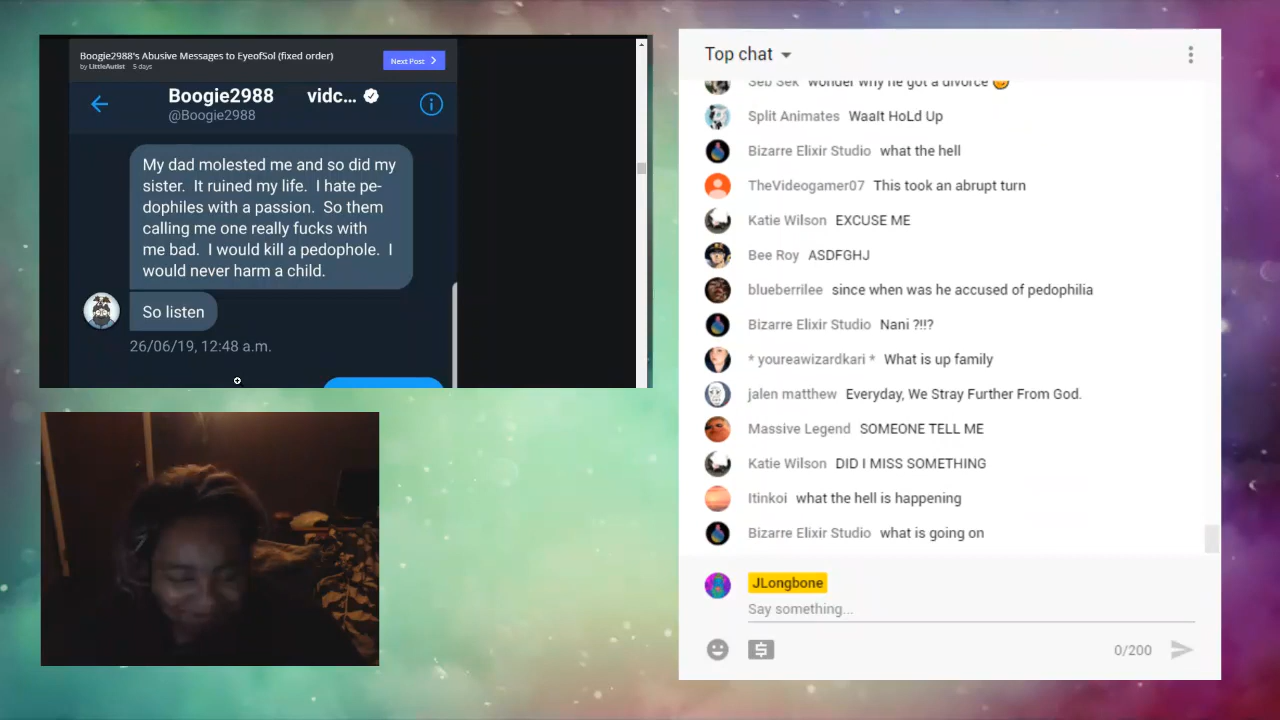 Boogie2988's Abusive Messages to EyeofSol (fixed order)
by LittleAutist 5 days
Next Post
Boogie2988 vidc...
@Boogie2988
My dad molested me and so did my
sister. It ruined my life. I hate pe-
dophiles with a passion. So them
calling me one really fucks with
me bad. I would kill a pedophole. I
would never harm a child.
So listen
26/06/19, 12:48 a.m.
Top chat
Seb Sek wonder why he got a divorce
Split Animates Waalt HoLd Up
Bizarre Elixir Studio what the hell
TheVideogamer07 This took an abrupt turn
Katie Wilson EXCUSE ME
Bee Roy ASDFGHJ
blueberrilee since when was he accused of pedophilia
Bizarre Elixir Studio Nani ?!!?
* youreawizardkari * What is up family
jalen matthew Everyday, We Stray Further From God.
Massive Legend SOMEONE TELL ME
Katie Wilson DID I MISS SOMETHING
Itinkoi what the hell is happening
Bizarre Elixir Studio what is going on
JLongbone
Say something...
0/200